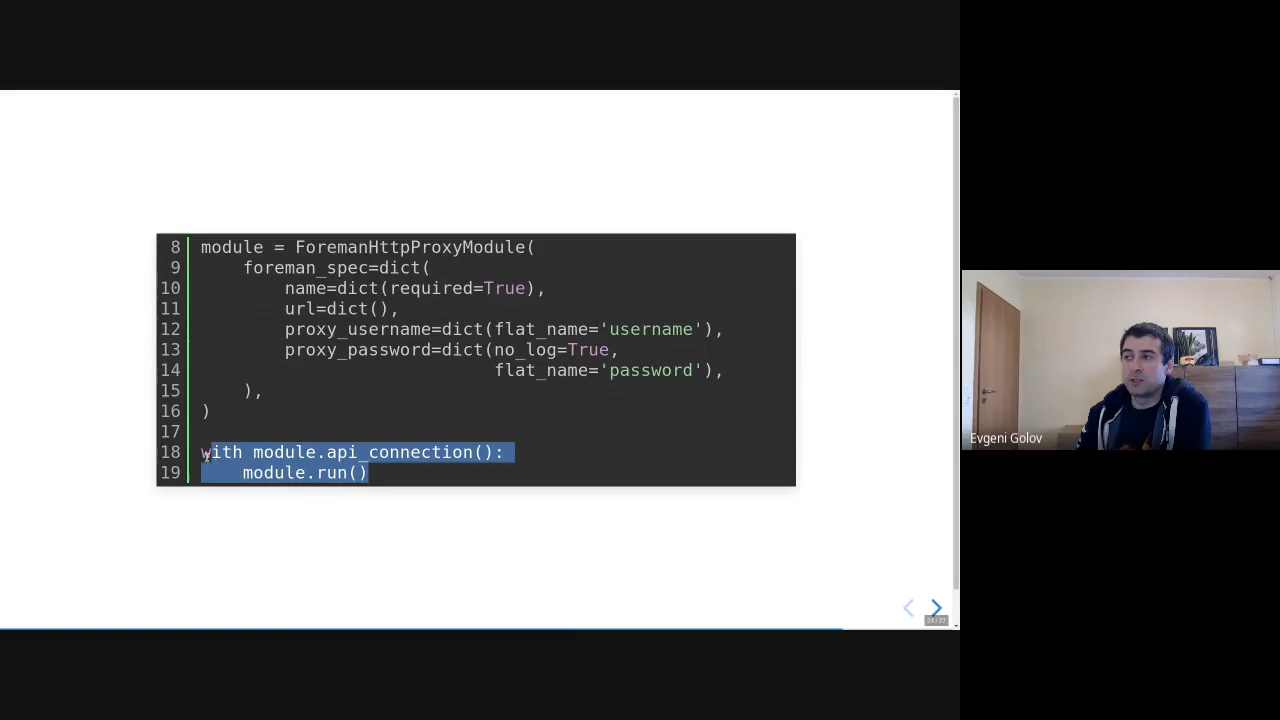 8 module = ForemanHttpProxyModule(
9     foreman_spec=dict(
10         name=dict(required=True),
11         url=dict(),
12         proxy_username=dict(flat_name='username'),
13         proxy_password=dict(no_log=True,
14                             flat_name='password'),
15     ),
16 )
17
18 with module.api_connection():
19     module.run()
24 / 27
Evgeni Golov